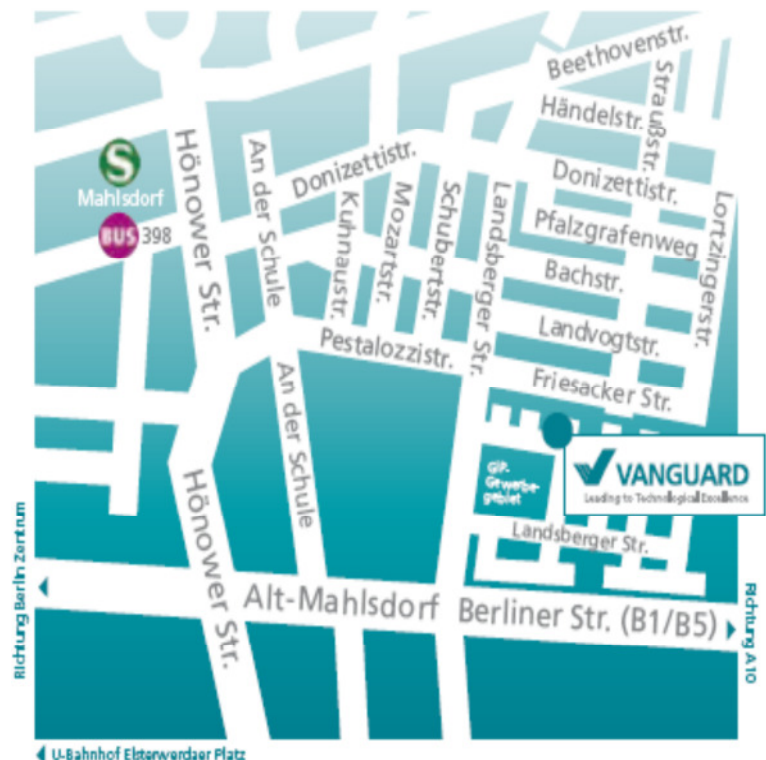 Beethovenstr.
Händelstr.
Straußstr.
Hönower Str.
An der Schule
Donizettistr.
Donizettistr.
S
Mahlsdorf
BUS 398
Kuhnaustr.
Mozartstr.
Schubertstr.
Landsberger Str.
Lortzingerstr.
Pfalzgrafenweg
Bachstr.
Landvogtstr.
Pestalozzistr.
Friesacker Str.
An der Schule
GIP-
Gewerbe-
gebiet
VANGUARD
Leading to Technological Excellence
Hönower Str.
Landsberger Str.
Richtung Berlin Zentrum
Alt-Mahlsdorf
Berliner Str. (B1/B5)
Richtung A 10
U-Bahnhof Elsterwerdaer Platz